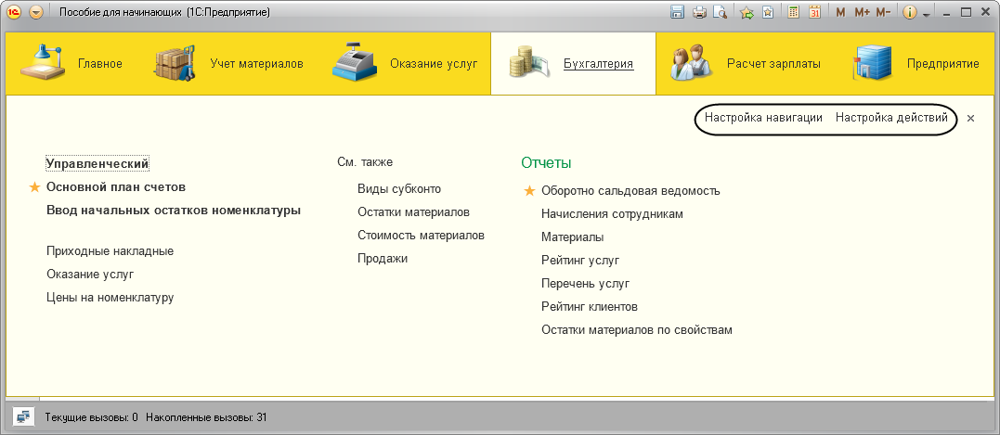 Пособие для начинающих (1С:Предприятие)
31 M M+ M-
Главное Учет материалов Оказание услуг Бухгалтерия Расчет зарплаты Предприятие
Настройка навигации Настройка действий
Управленческий
Основной план счетов
Ввод начальных остатков номенклатуры
Приходные накладные
Оказание услуг
Цены на номенклатуру
См. также
Виды субконто
Остатки материалов
Стоимость материалов
Продажи
Отчеты
Оборотно сальдовая ведомость
Начисления сотрудникам
Материалы
Рейтинг услуг
Перечень услуг
Рейтинг клиентов
Остатки материалов по свойствам
Текущие вызовы: 0 Накопленные вызовы: 31